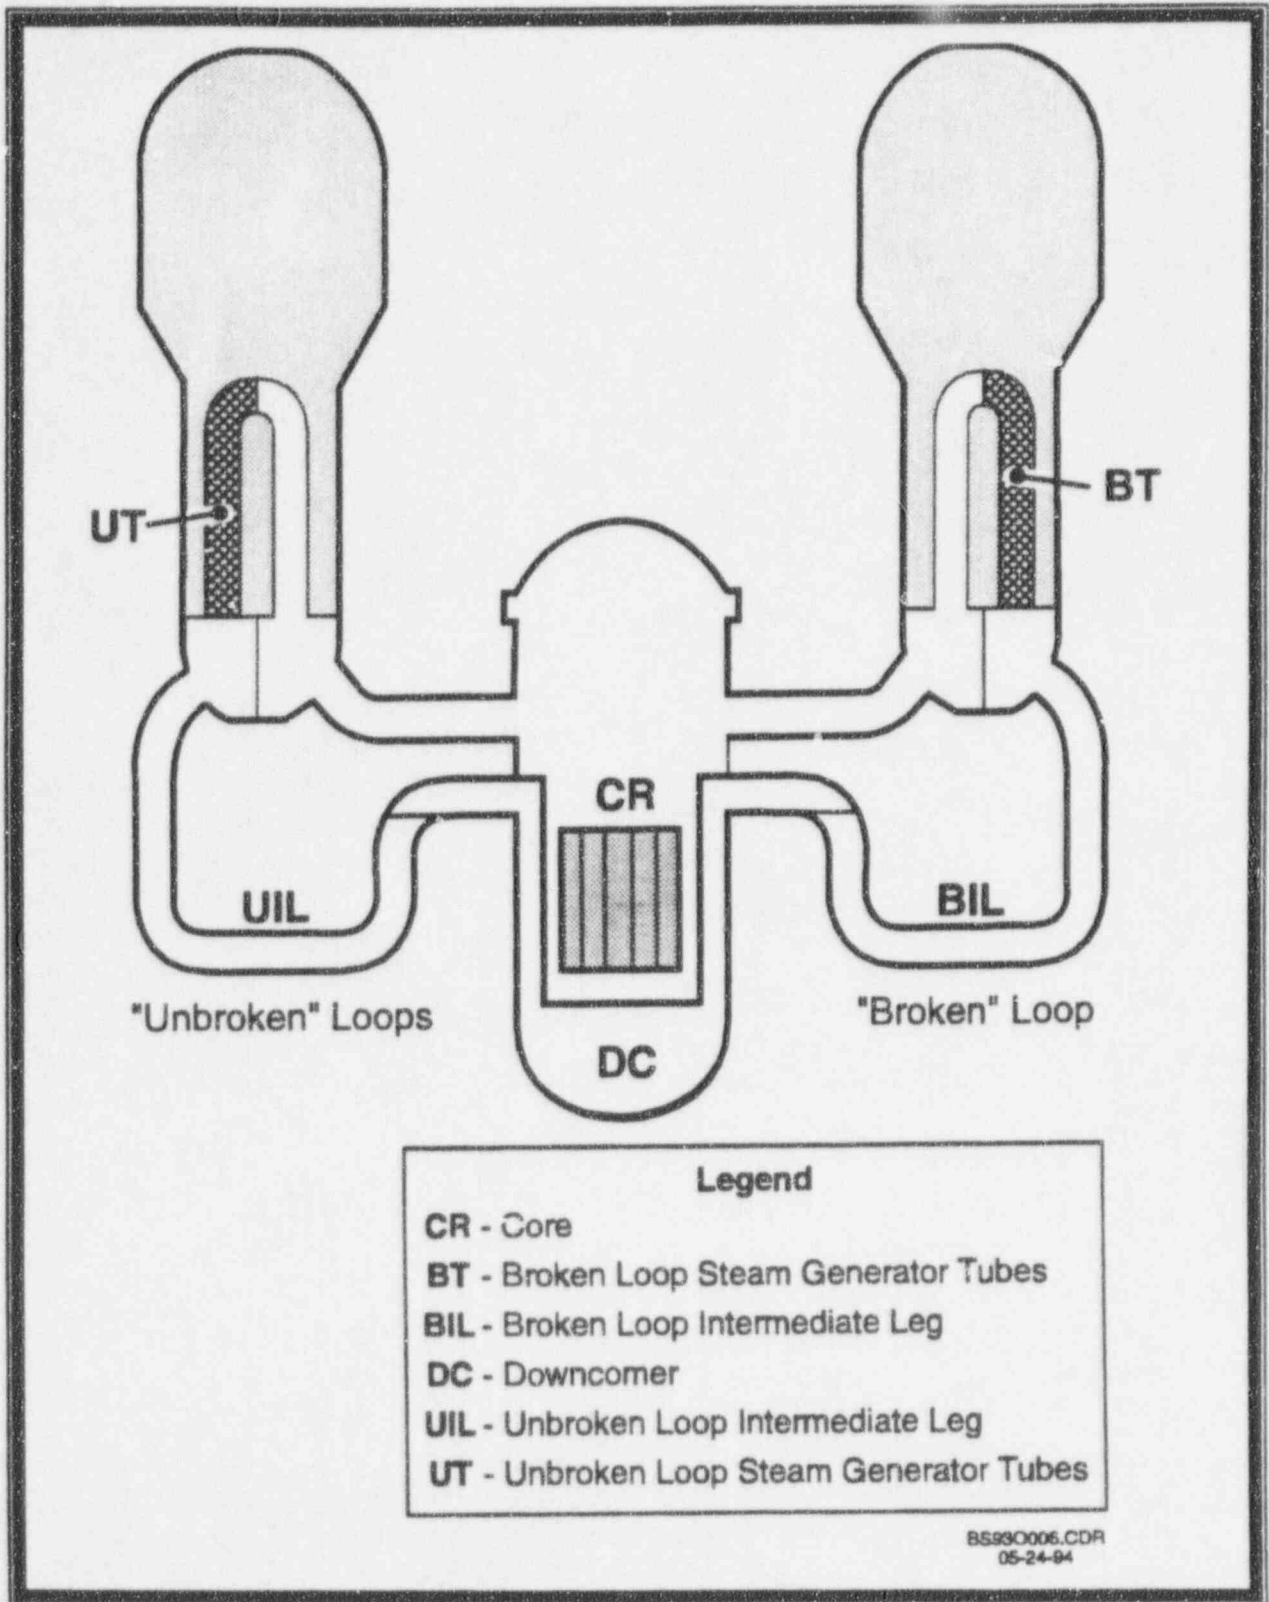 UT
BT
CR
UIL
BIL
"Unbroken" Loops
"Broken" Loop
DC
Legend
CR - Core
BT - Broken Loop Steam Generator Tubes
BIL - Broken Loop Intermediate Leg
DC - Downcomer
UIL - Unbroken Loop Intermediate Leg
UT - Unbroken Loop Steam Generator Tubes
BS93O006.CDR
05-24-94